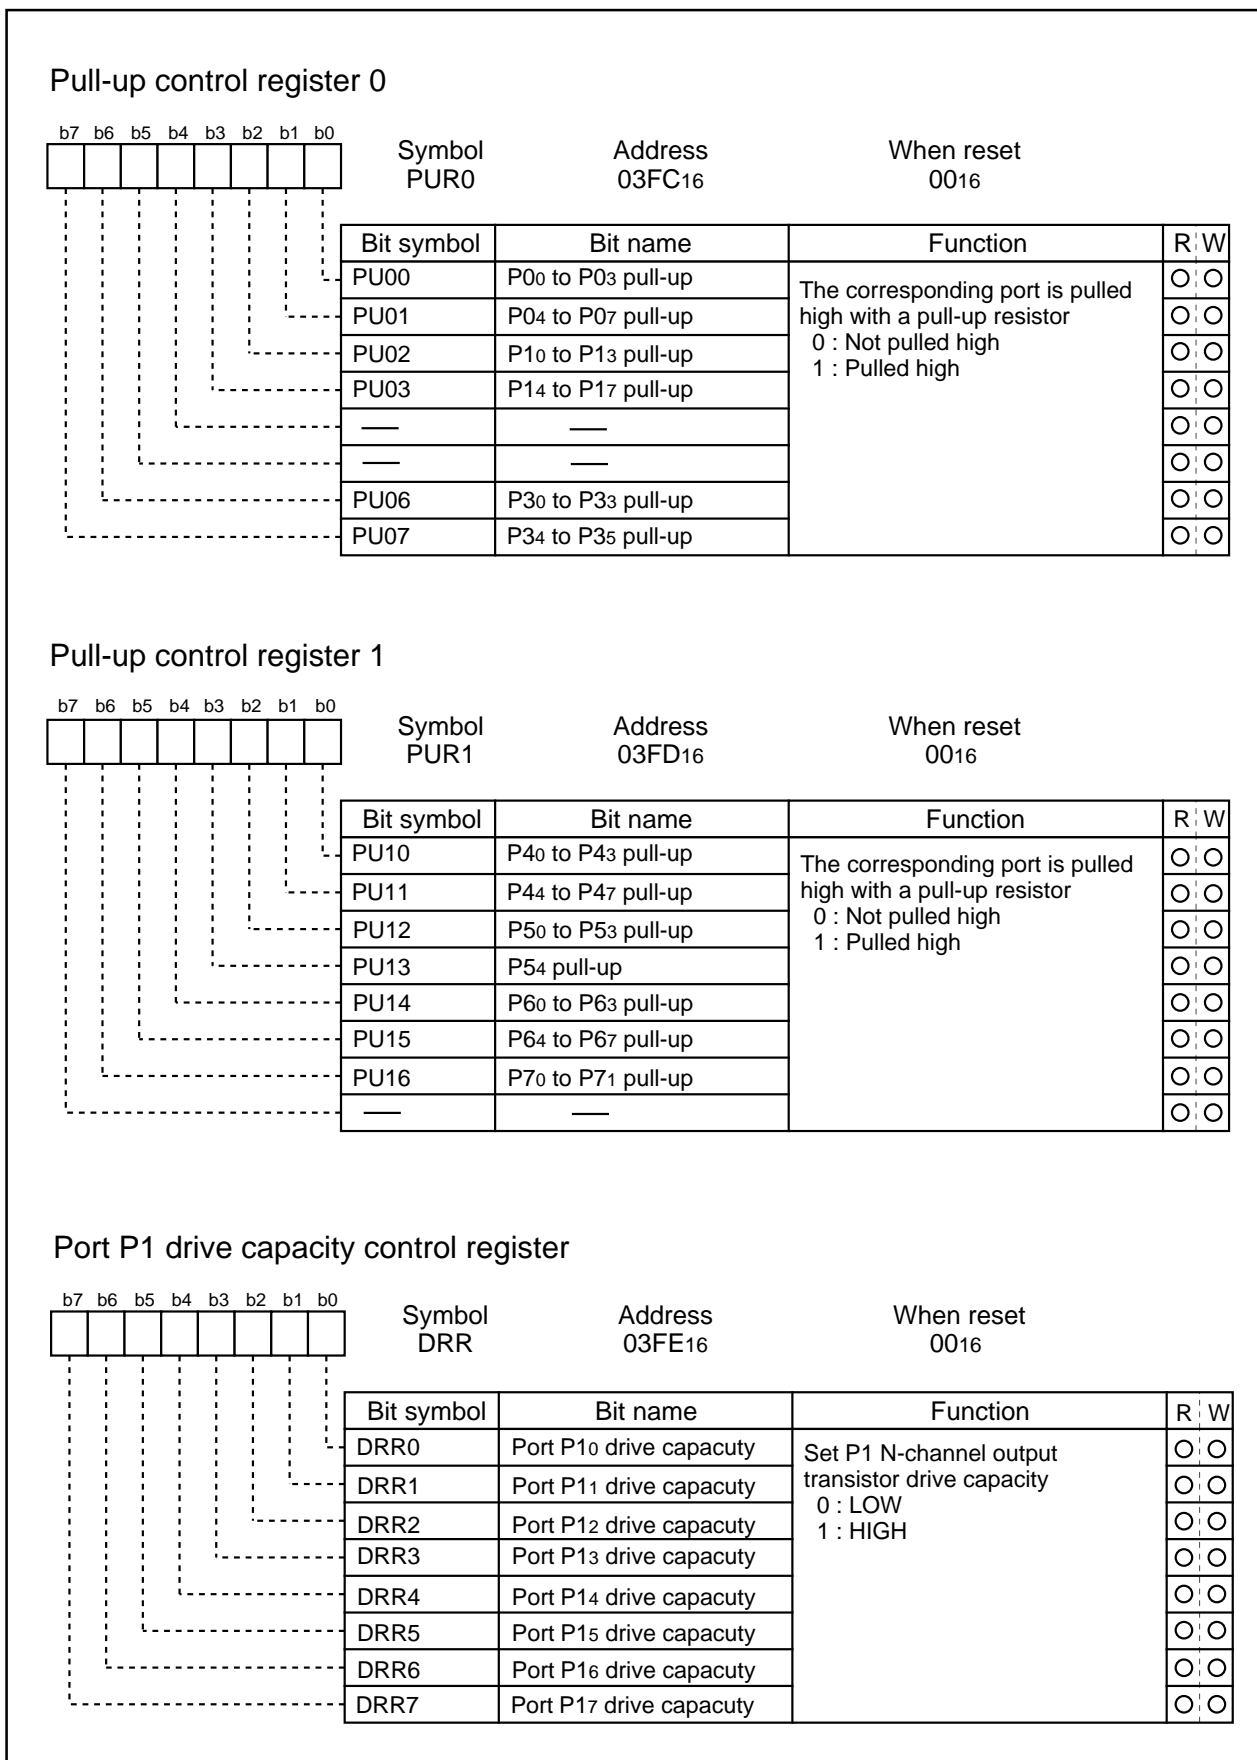 Pull-up control register 0
b7 b6 b5 b4 b3 b2 b1 b0
Symbol Address When reset
PUR0 03FC16 0016
Bit symbol Bit name Function R W
PU00 P00 to P03 pull-up
The corresponding port is pulled
PU01 P04 to P07 pull-up
high with a pull-up resistor
0 : Not pulled high
PU02 P10 to P13 pull-up
1 : Pulled high
PU03 P14 to P17 pull-up
— —
— —
PU06 P30 to P33 pull-up
PU07 P34 to P35 pull-up
Pull-up control register 1
b7 b6 b5 b4 b3 b2 b1 b0
Symbol Address When reset
PUR1 03FD16 0016
Bit symbol Bit name Function R W
PU10 P40 to P43 pull-up
The corresponding port is pulled
PU11 P44 to P47 pull-up
high with a pull-up resistor
0 : Not pulled high
PU12 P50 to P53 pull-up
1 : Pulled high
PU13 P54 pull-up
PU14 P60 to P63 pull-up
PU15 P64 to P67 pull-up
PU16 P70 to P71 pull-up
— —
Port P1 drive capacity control register
b7 b6 b5 b4 b3 b2 b1 b0
Symbol Address When reset
DRR 03FE16 0016
Bit symbol Bit name Function R W
DRR0 Port P10 drive capacuty
Set P1 N-channel output
DRR1 Port P11 drive capacuty
transistor drive capacity
0 : LOW
DRR2 Port P12 drive capacuty
1 : HIGH
DRR3 Port P13 drive capacuty
DRR4 Port P14 drive capacuty
DRR5 Port P15 drive capacuty
DRR6 Port P16 drive capacuty
DRR7 Port P17 drive capacuty